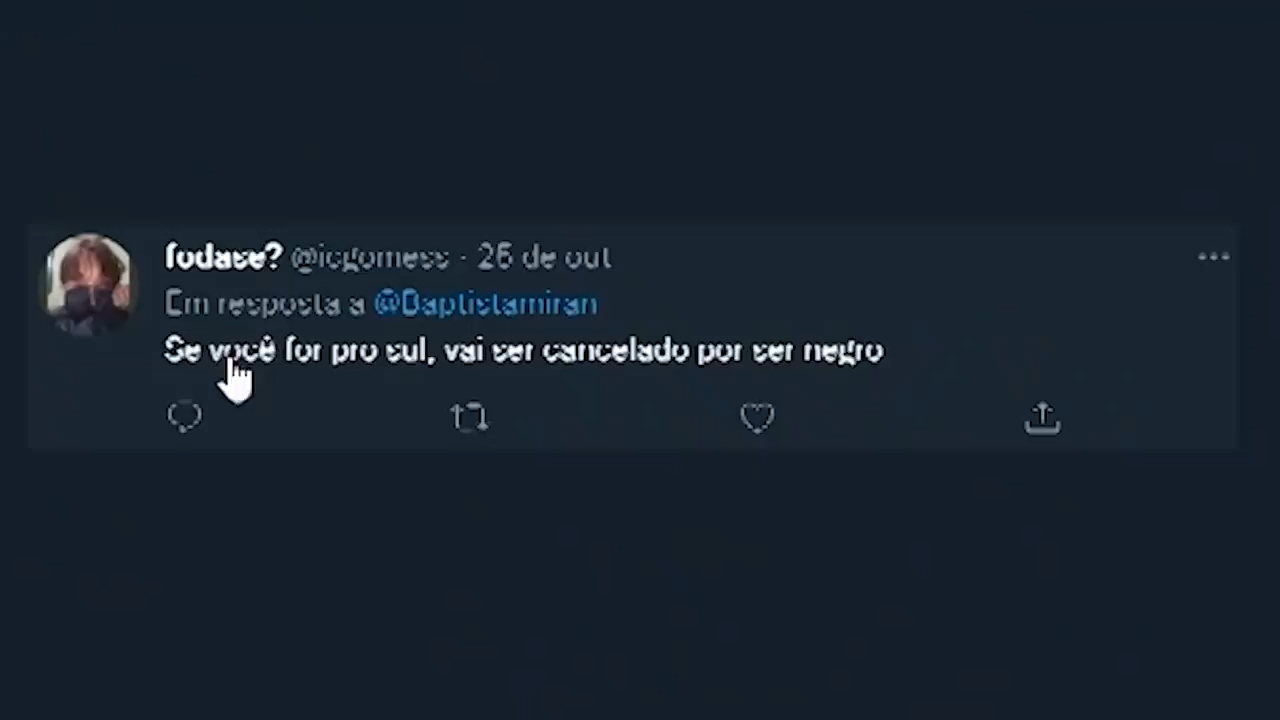 fodase? @icgomess · 26 de out
Em resposta a @Baptistamiran
Se você for pro sul, vai ser cancelado por ser negro